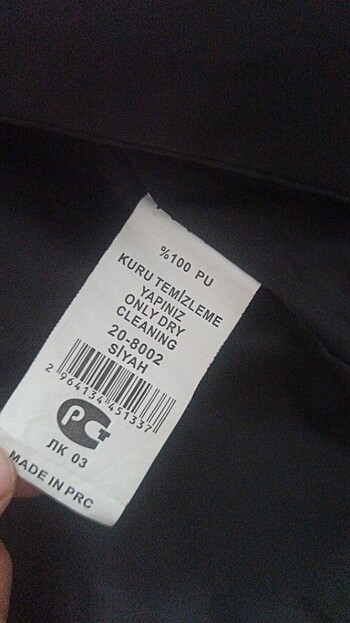 %100 PU
KURU TEMİZLEME
YAPINIZ
ONLY DRY
CLEANING
20-8002
SİYAH
2 964134 451337
PCT
ЛК 03
MADE IN PRC